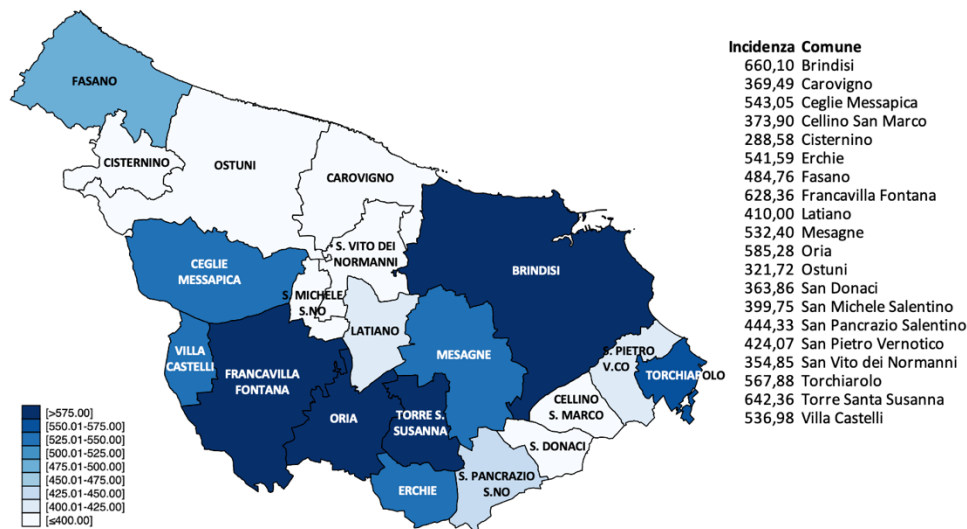 FASANO
CISTERNINO
OSTUNI
CAROVIGNO
S. VITO DEI
NORMANNI
BRINDISI
CEGLIE
MESSAPICA
S. MICHELE
S.NO
LATIANO
MESAGNE
VILLA
CASTELLI
FRANCAVILLA
FONTANA
ORIA
TORRE S.
SUSANNA
S. PIETRO
V.CO
TORCHIAROLO
CELLINO
S. MARCO
S. DONACI
S. PANCRAZIO
S.NO
ERCHIE
[>575.00]
[550.01-575.00]
[525.01-550.00]
[500.01-525.00]
[475.01-500.00]
[450.01-475.00]
[425.01-450.00]
[400.01-425.00]
[≤400.00]
Incidenza Comune
660,10 Brindisi
369,49 Carovigno
543,05 Ceglie Messapica
373,90 Cellino San Marco
288,58 Cisternino
541,59 Erchie
484,76 Fasano
628,36 Francavilla Fontana
410,00 Latiano
532,40 Mesagne
585,28 Oria
321,72 Ostuni
363,86 San Donaci
399,75 San Michele Salentino
444,33 San Pancrazio Salentino
424,07 San Pietro Vernotico
354,85 San Vito dei Normanni
567,88 Torchiarolo
642,36 Torre Santa Susanna
536,98 Villa Castelli